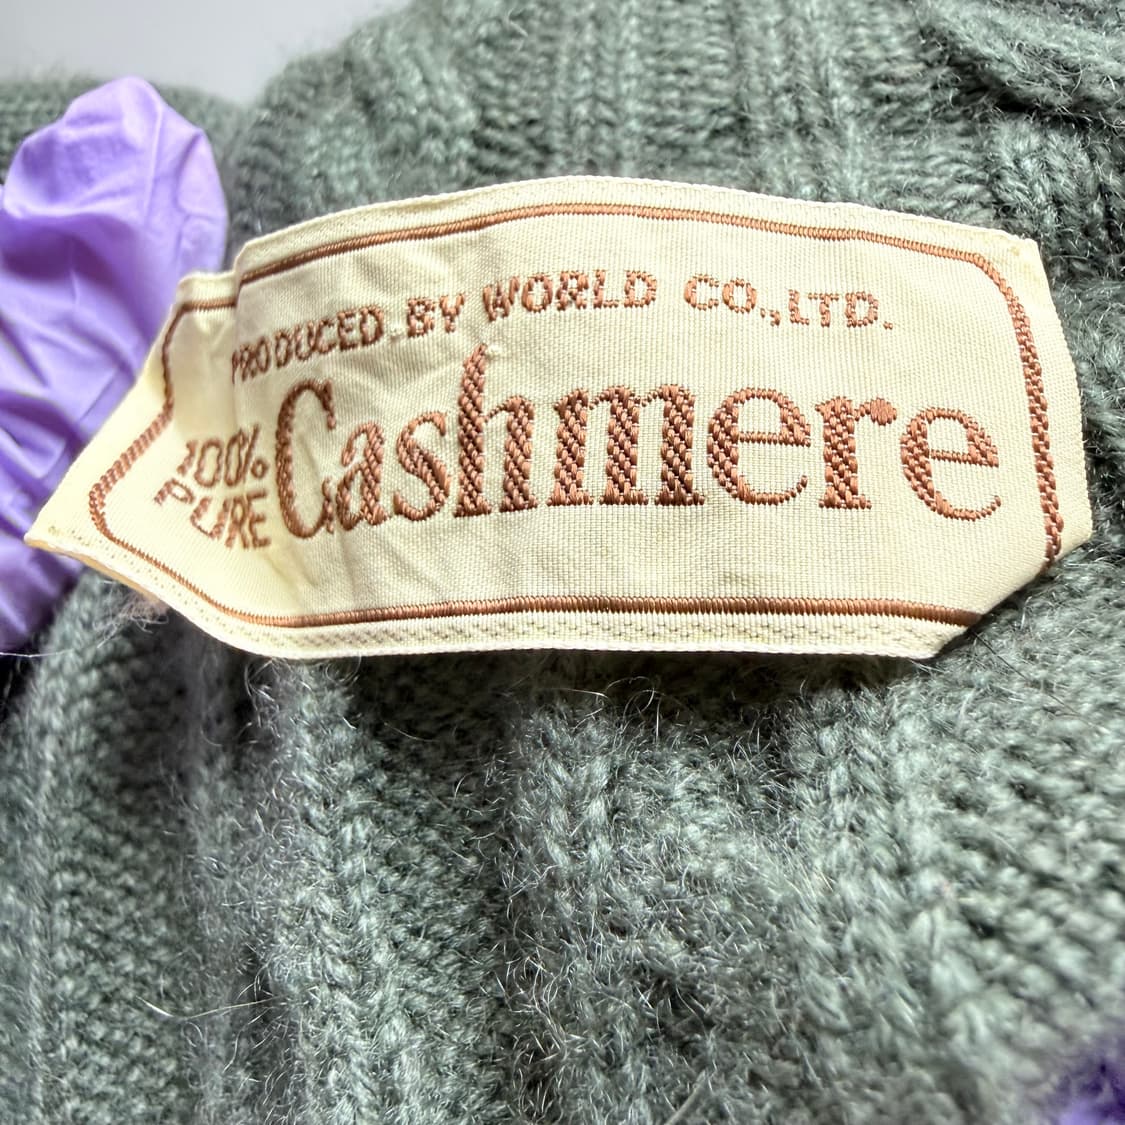 PRODUCED BY WORLD CO., LTD.
100%
PURE
Cashmere